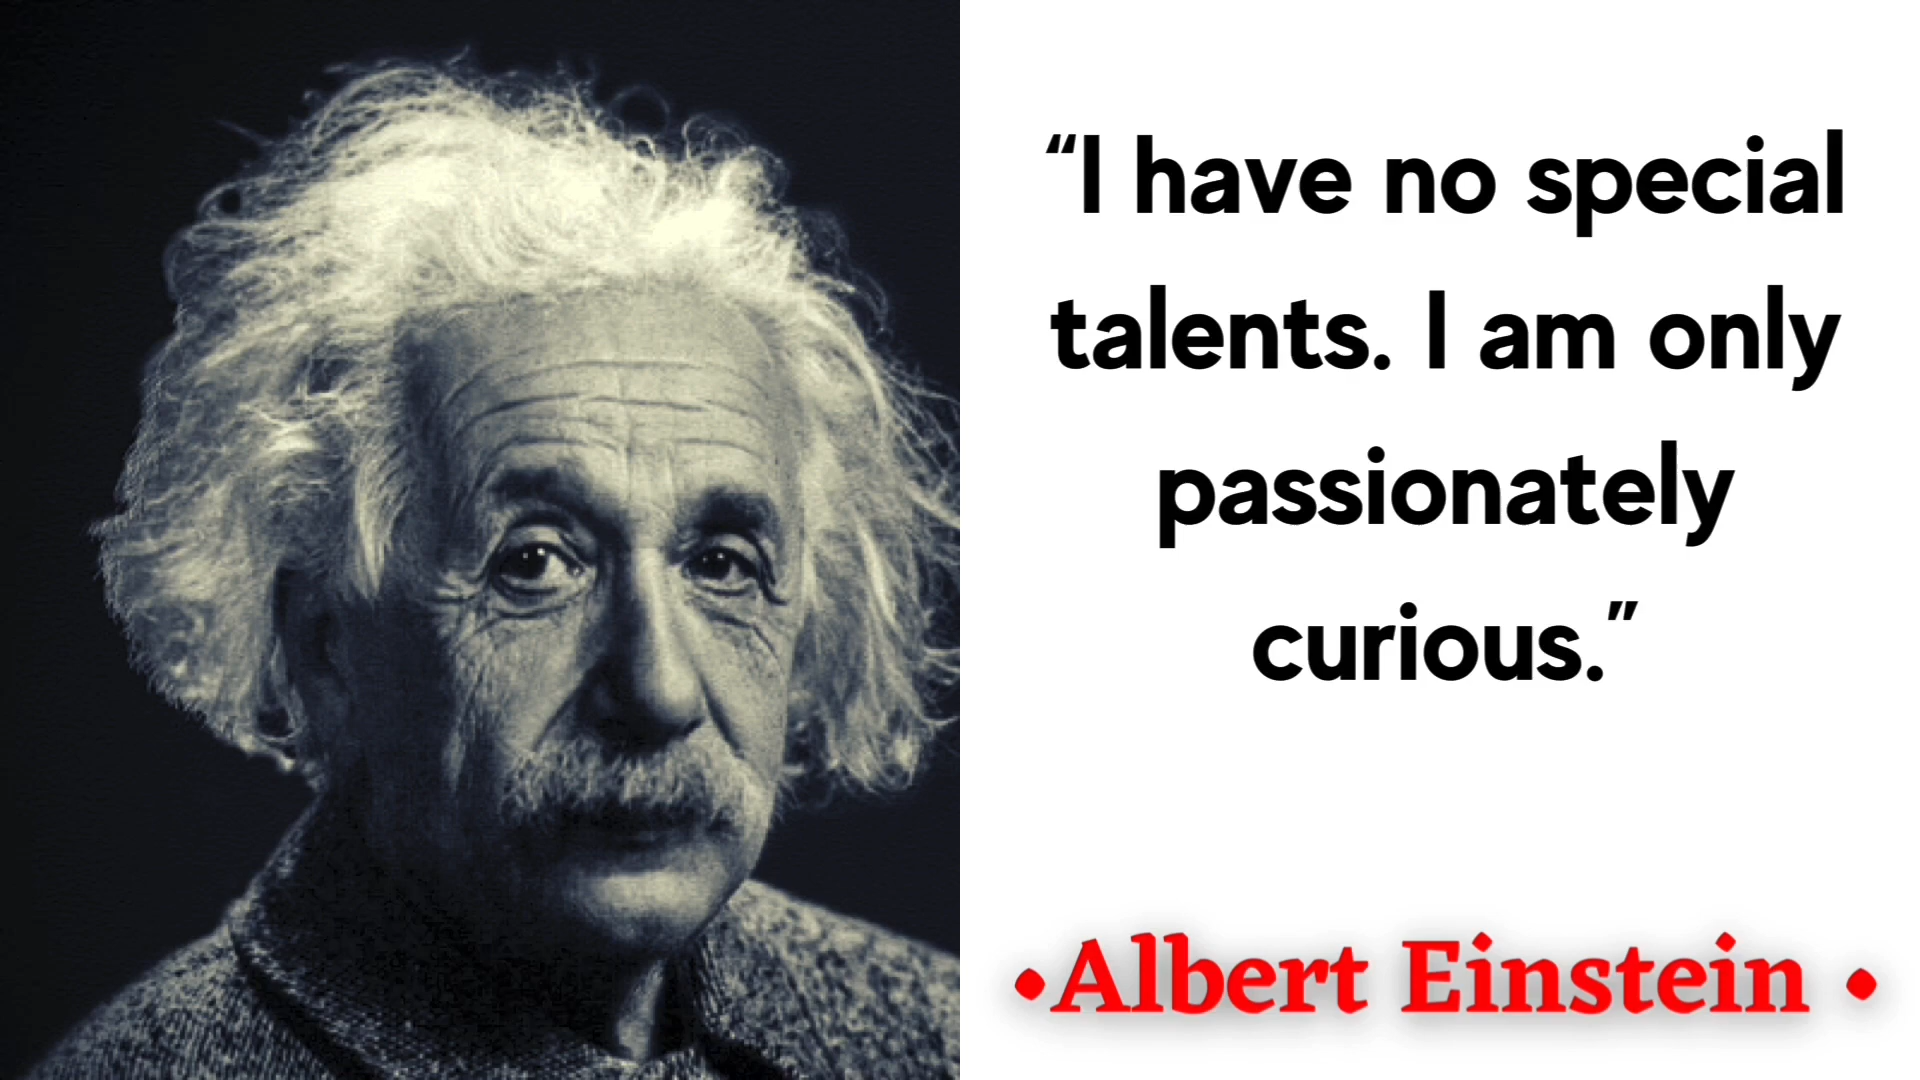 “I have no special
talents. I am only
passionately
curious.”
•Albert Einstein •